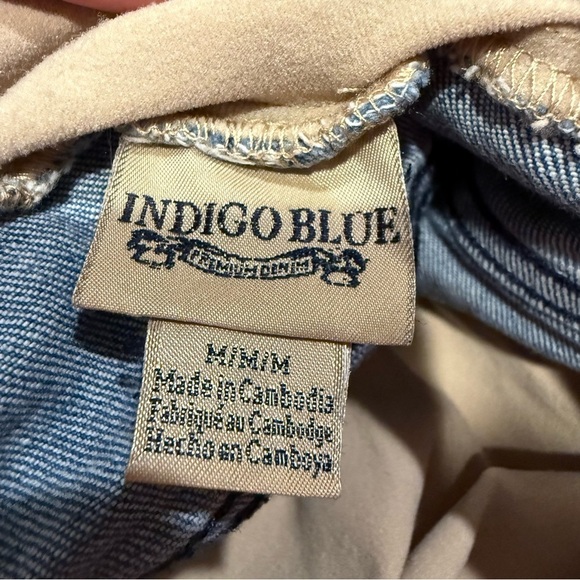 INDIGO BLUE
PREMIUM DENIM
M/M/M
Made in Cambodia
Fabriqué au Cambodge
Hecho en Camboya